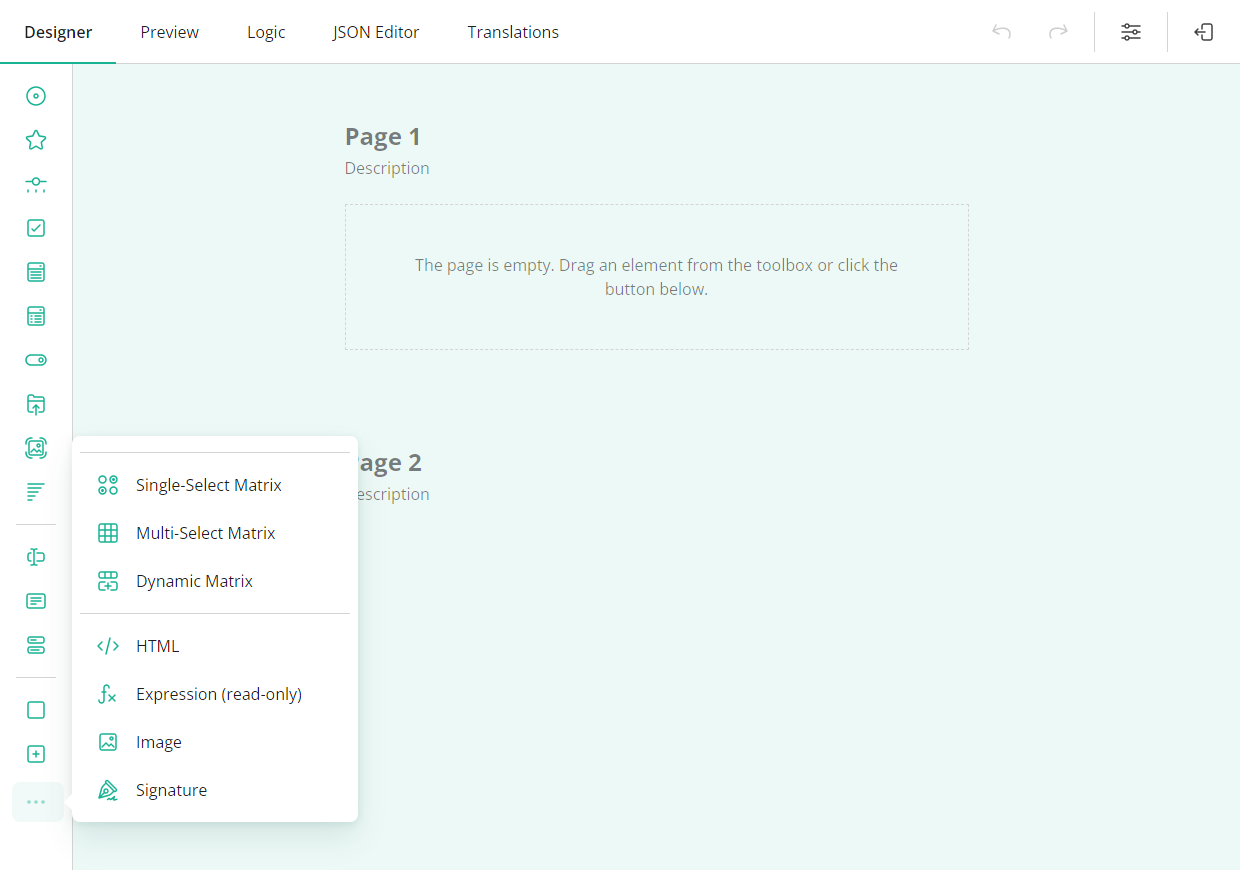 Designer Preview Logic JSON Editor Translations
Page 1
Description
The page is empty. Drag an element from the toolbox or click the
button below.
age 2
escription
Single-Select Matrix
Multi-Select Matrix
Dynamic Matrix
HTML
Expression (read-only)
Image
Signature